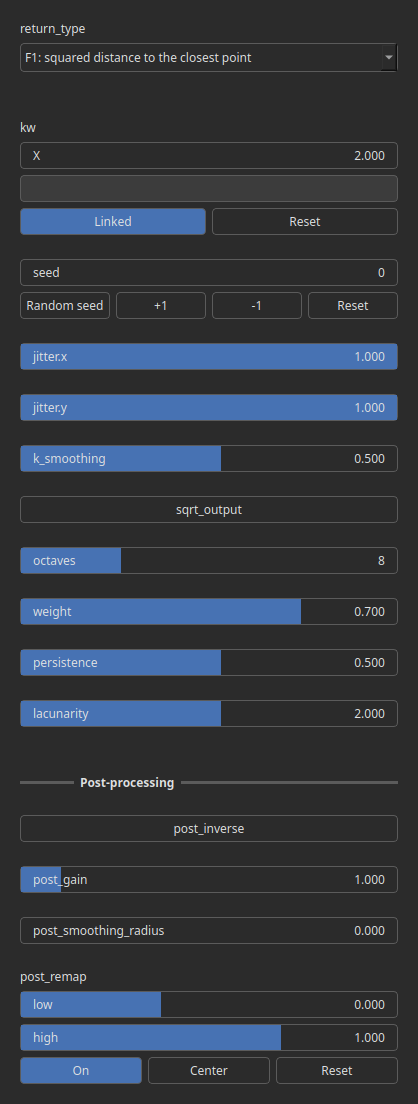 return_type
F1: squared distance to the closest point
kw
X 2.000
Linked Reset
seed 0
Random seed +1 -1 Reset
jitter.x 1.000
jitter.y 1.000
k_smoothing 0.500
sqrt_output
octaves 8
weight 0.700
persistence 0.500
lacunarity 2.000
Post-processing
post_inverse
post_gain 1.000
post_smoothing_radius 0.000
post_remap
low 0.000
high 1.000
On Center Reset